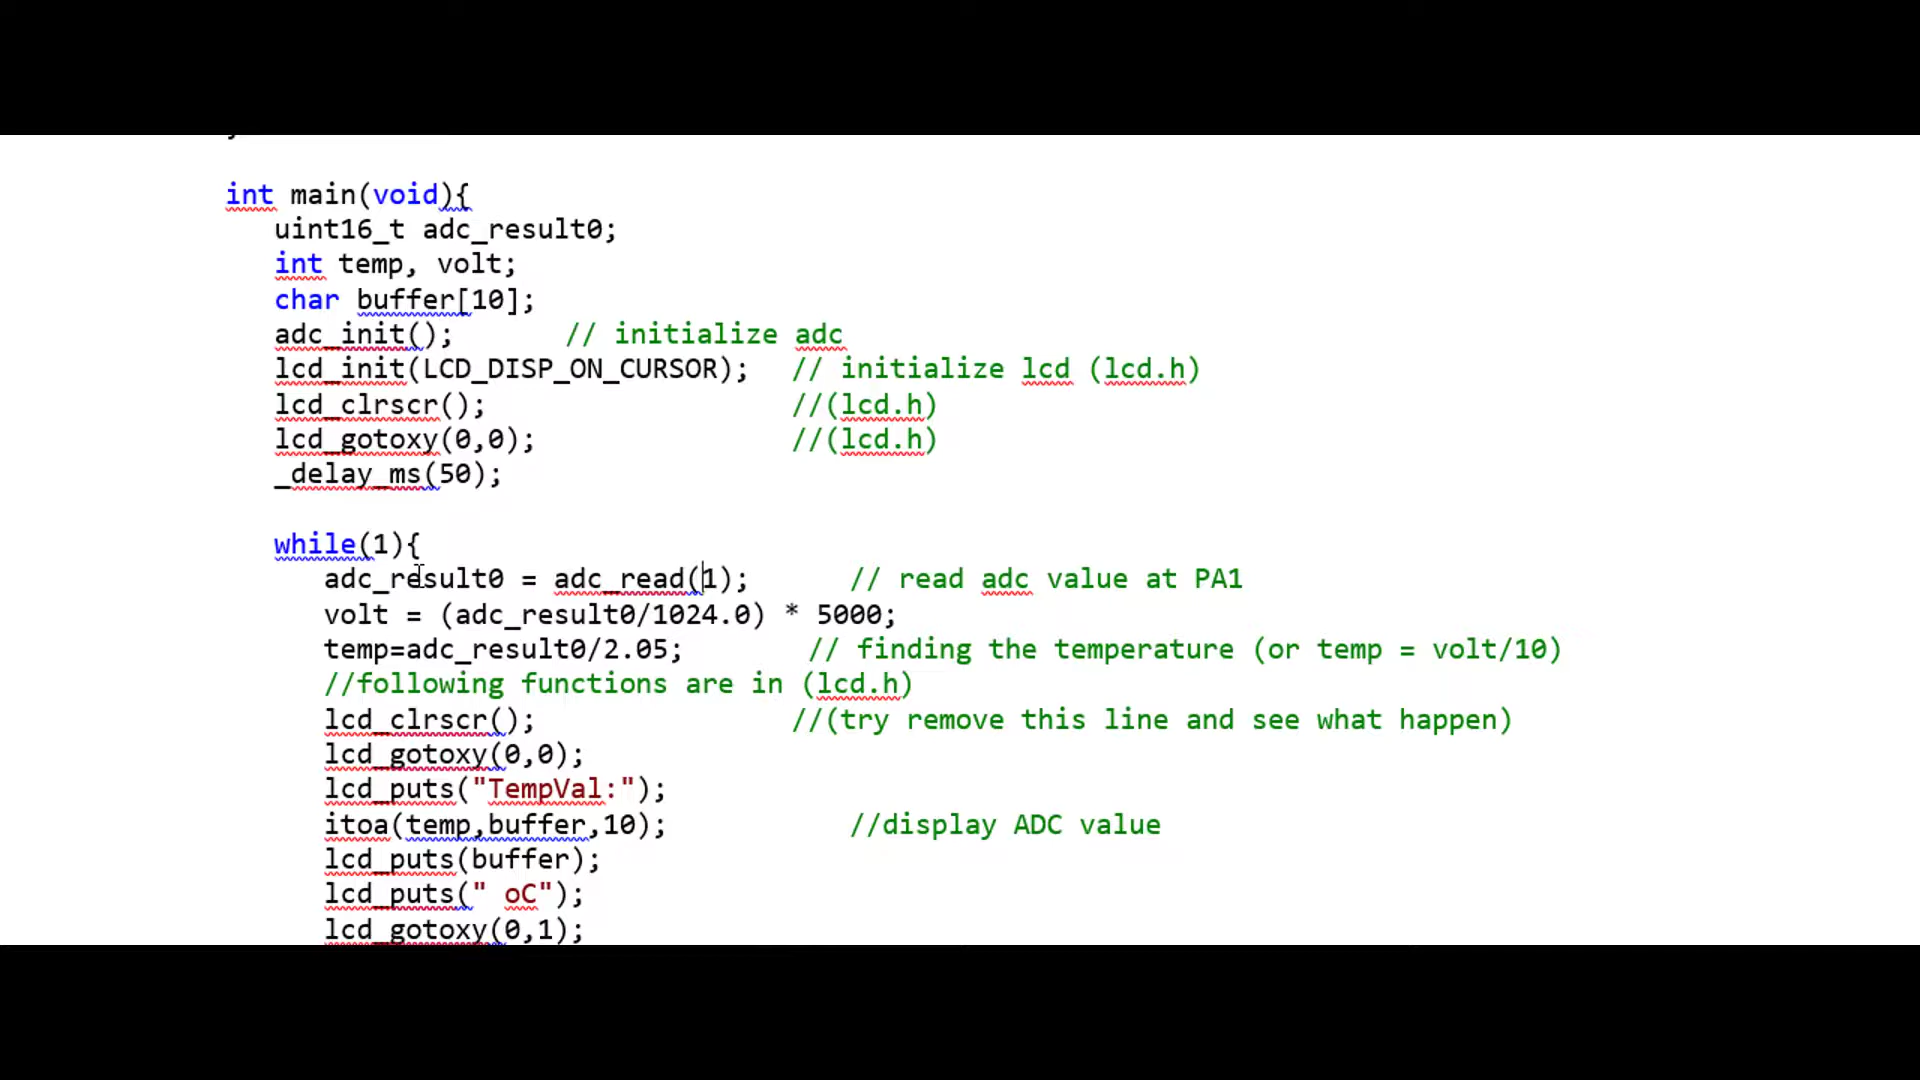 int main(void){
uint16_t adc_result0;
int temp, volt;
char buffer[10];
adc_init(); // initialize adc
lcd_init(LCD_DISP_ON_CURSOR); // initialize lcd (lcd.h)
lcd_clrscr(); //(lcd.h)
lcd_gotoxy(0,0); //(lcd.h)
_delay_ms(50);
while(1){
adc_result0 = adc_read(1); // read adc value at PA1
volt = (adc_result0/1024.0) * 5000;
temp=adc_result0/2.05; // finding the temperature (or temp = volt/10)
//following functions are in (lcd.h)
lcd_clrscr(); //(try remove this line and see what happen)
lcd_gotoxy(0,0);
lcd_puts("TempVal:");
itoa(temp,buffer,10); //display ADC value
lcd_puts(buffer);
lcd_puts(" oC");
lcd_gotoxy(0,1);